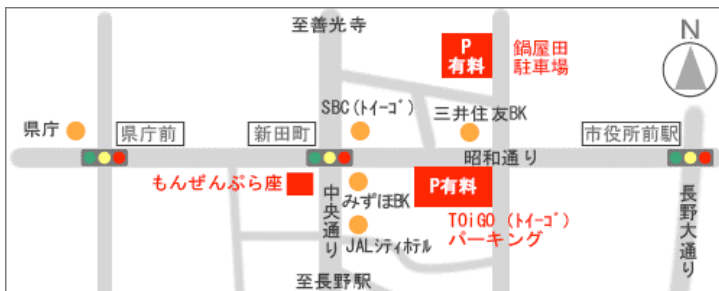 至善光寺
N
P
有料
鍋屋田
駐車場
SBC(ﾄｲｰｺﾞ)
三井住友BK
県庁
県庁前
新田町
市役所前駅
昭和通り
もんぜんぷら座
中央通り
みずほBK
P有料
TOiGO (ﾄｲｰｺﾞ)
パーキング
JALｼﾃｨﾎﾃﾙ
長野大通り
至長野駅